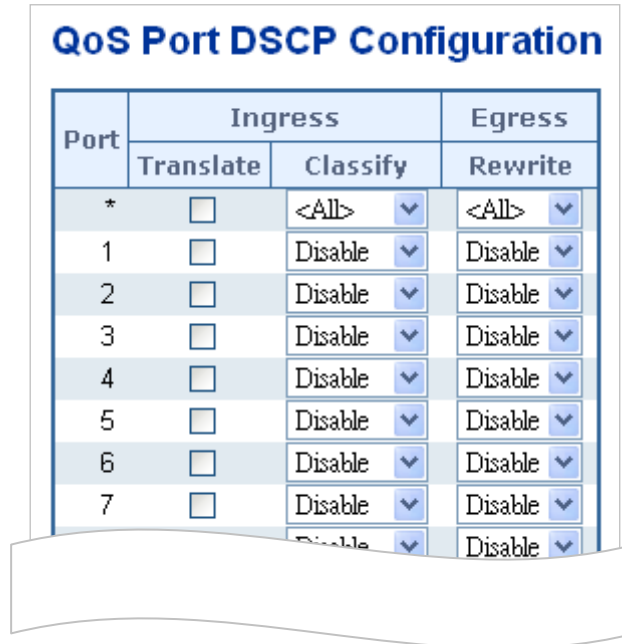 QoS Port DSCP Configuration
Port Ingress Egress
Translate Classify Rewrite
* <All> <All>
1 Disable Disable
2 Disable Disable
3 Disable Disable
4 Disable Disable
5 Disable Disable
6 Disable Disable
7 Disable Disable
Disable Disable